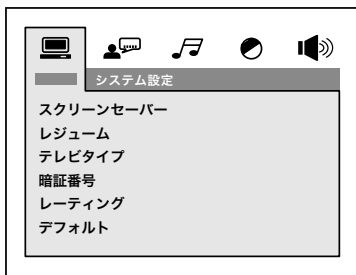 システム設定
スクリーンセーバー
レジューム
テレビタイプ
暗証番号
レーティング
デフォルト